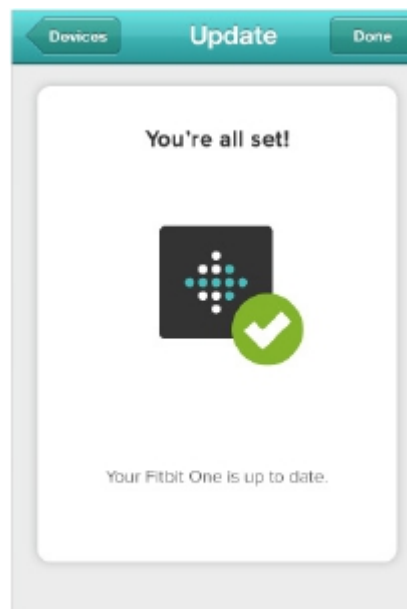 Devices Update Done
You're all set!
Your Fitbit One is up to date.